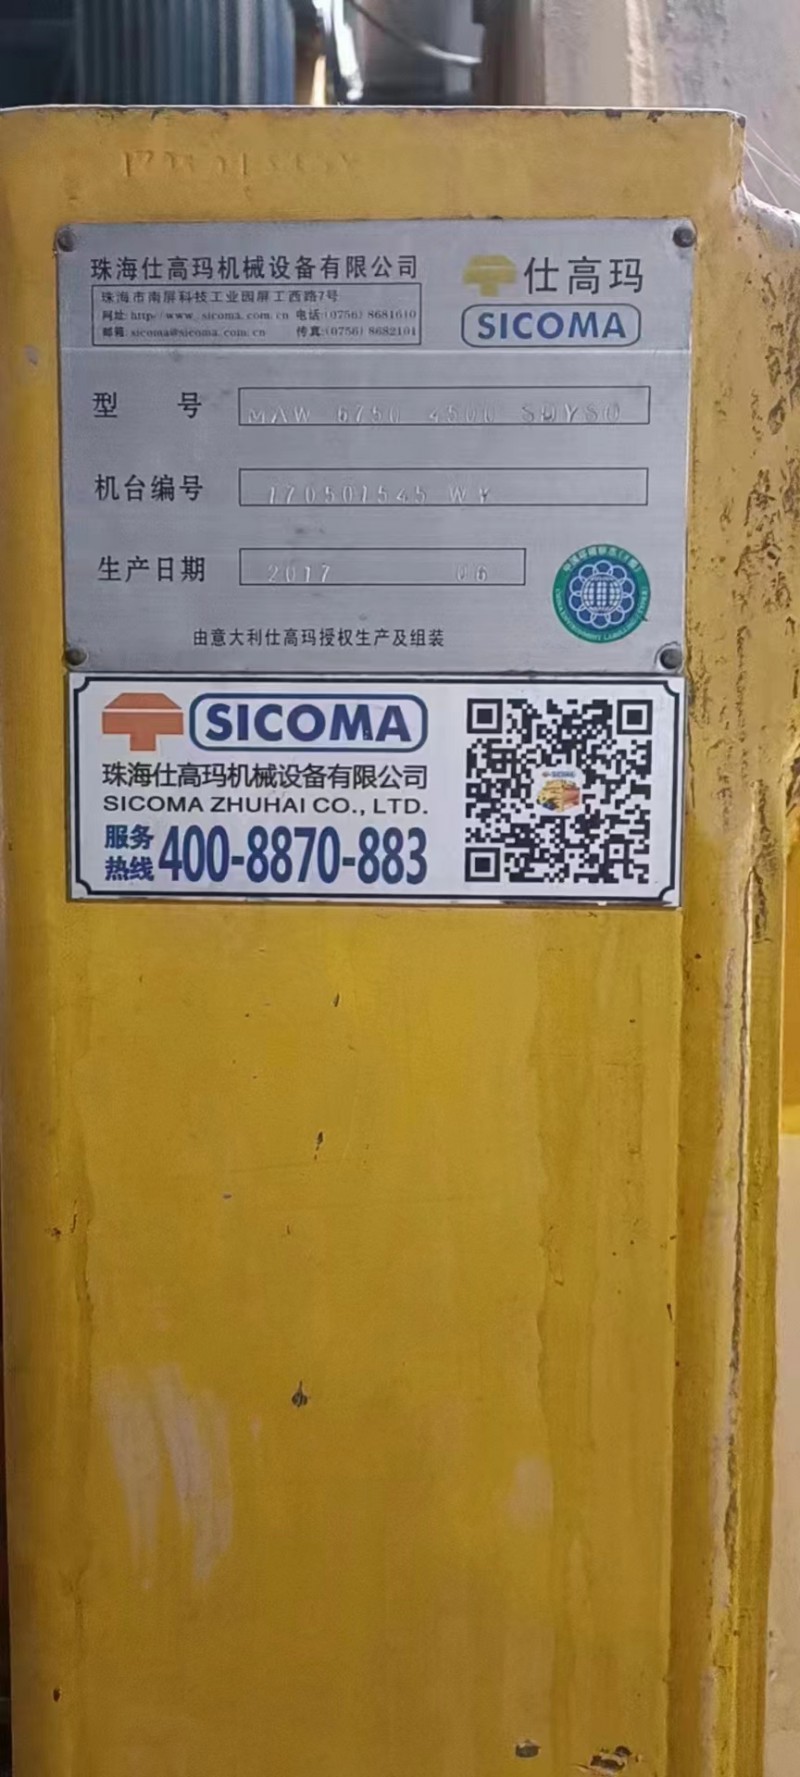 珠海仕高玛机械设备有限公司
仕高玛
珠海市南屏科技工业园屏工西路7号
网址:http://www.sicoma.com.cn 电话:(0756) 8681610
邮箱:sicoma@sicoma.com.cn 传真:(0756) 8682101
SICOMA
型 号 MAW 6750 4500 SDYSO
机台编号 170501545 WY
生产日期 2017 06
由意大利仕高玛授权生产及组装
SICOMA
珠海仕高玛机械设备有限公司
SICOMA ZHUHAI CO., LTD.
服务热线 400-8870-883